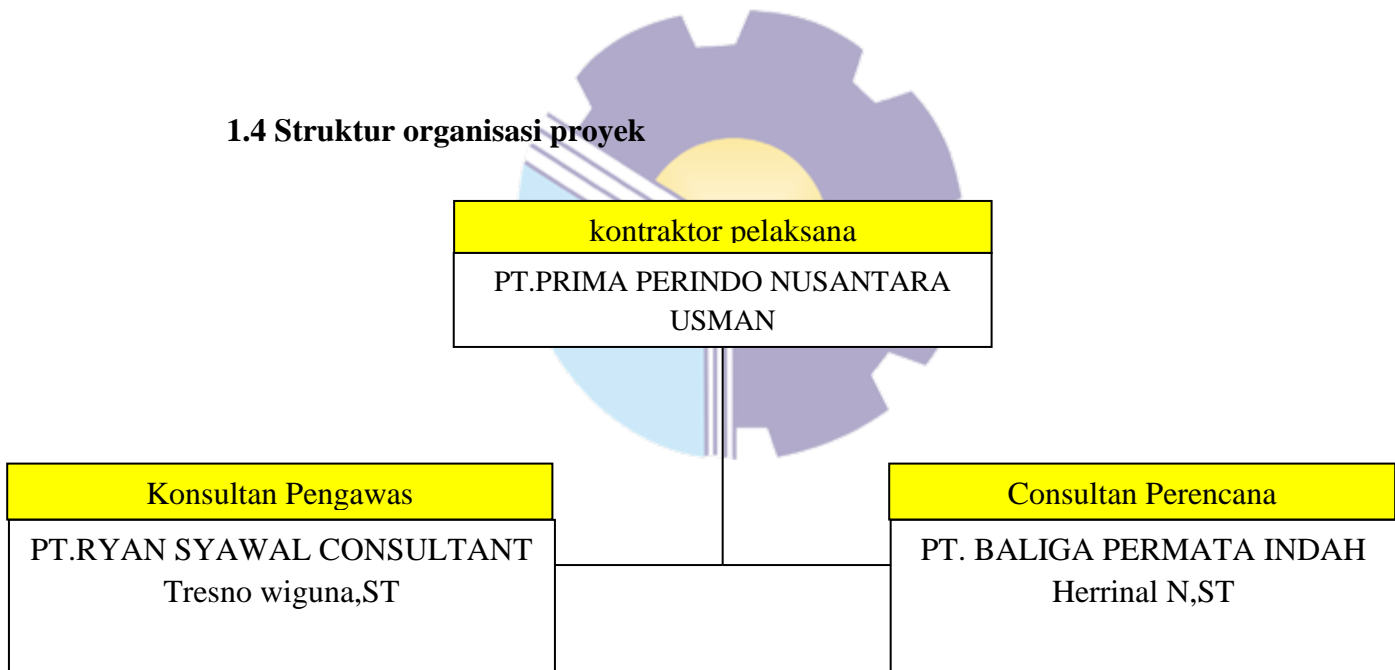 1.4 Struktur organisasi proyek
kontraktor pelaksana
PT.PRIMA PERINDO NUSANTARA
USMAN
Konsultan Pengawas
PT.RYAN SYAWAL CONSULTANT
Tresno wiguna,ST
Consultan Perencana
PT. BALIGA PERMATA INDAH
Herrinal N,ST